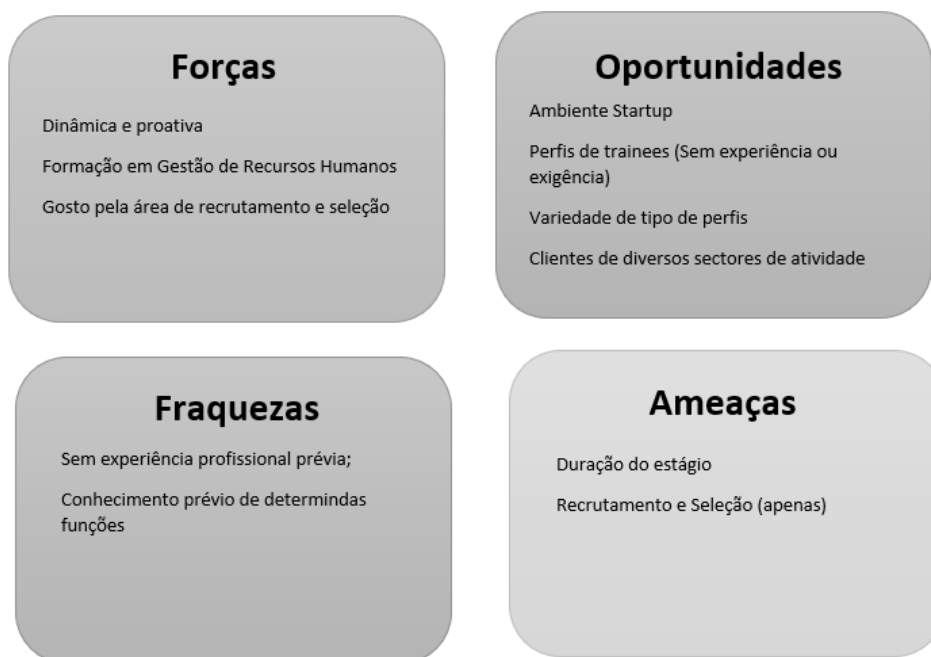 Forças
Dinâmica e proativa
Formação em Gestão de Recursos Humanos
Gosto pela área de recrutamento e seleção
Oportunidades
Ambiente Startup
Perfis de trainees (Sem experiência ou
exigência)
Variedade de tipo de perfis
Clientes de diversos sectores de atividade
Fraquezas
Sem experiência profissional prévia;
Conhecimento prévio de determindas
funções
Ameaças
Duração do estágio
Recrutamento e Seleção (apenas)